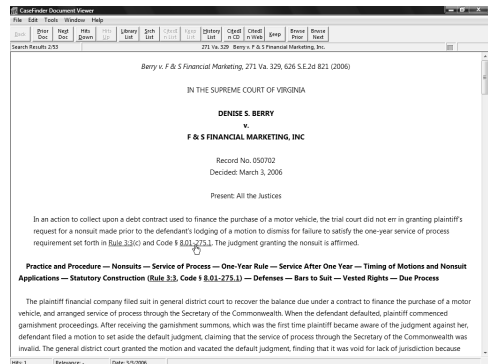 CaseFinder Document Viewer
File Edit Tools Window Help
Back Prior Doc Next Doc Hits Down Hits Up Library List Srch List CitedI n List Keep List History List CitedI n CD CitedI n Web Keep Brwse Prior Brwse Next
Search Results 2/53 271 Va. 329 Berry v. F & S Financial Marketing, Inc.
Berry v. F & S Financial Marketing, 271 Va. 329, 626 S.E.2d 821 (2006)
IN THE SUPREME COURT OF VIRGINIA
DENISE S. BERRY
v.
F & S FINANCIAL MARKETING, INC.
Record No. 050702
Decided: March 3, 2006
Present: All the Justices
In an action to collect upon a debt contract used to finance the purchase of a motor vehicle, the trial court did not err in granting plaintiff's
request for a nonsuit made prior to the defendant's lodging of a motion to dismiss for failure to satisfy the one-year service of process
requirement set forth in Rule 3:3(c) and Code § 8.01-275.1. The judgment granting the nonsuit is affirmed.
Practice and Procedure — Nonsuits — Service of Process — One-Year Rule — Service After One Year — Timing of Motions and Nonsuit
Applications — Statutory Construction (Rule 3:3, Code § 8.01-275.1) — Defenses — Bars to Suit — Vested Rights — Due Process
The plaintiff financial company filed suit in general district court to recover the balance due under a contract to finance the purchase of a motor
vehicle, and arranged service of process through the Secretary of the Commonwealth. When the defendant defaulted, plaintiff commenced
garnishment proceedings. After receiving the garnishment summons, which was the first time plaintiff became aware of the judgment against her,
defendant filed a motion to set aside the default judgment, claiming that the service of process through the Secretary of the Commonwealth was
invalid. The general district court granted the motion and vacated the default judgment, finding that it was void for lack of jurisdiction because
Hits: 1 Relevance: - Date: 5/3/2006